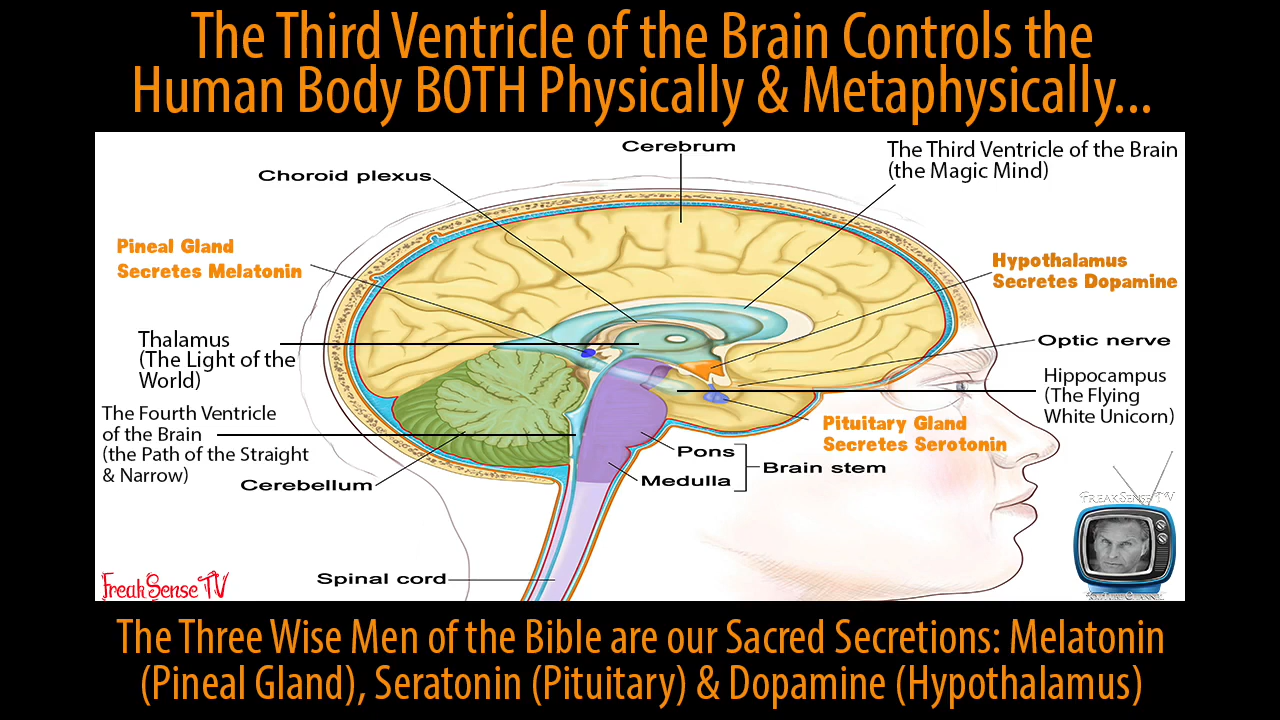 The Third Ventricle of the Brain Controls the
Human Body BOTH Physically & Metaphysically...
Cerebrum
The Third Ventricle of the Brain
(the Magic Mind)
Choroid plexus
Pineal Gland
Secretes Melatonin
Hypothalamus
Secretes Dopamine
Thalamus
(The Light of the
World)
Optic nerve
Hippocampus
(The Flying
White Unicorn)
The Fourth Ventricle
of the Brain
(the Path of the Straight
& Narrow)
Pituitary Gland
Secretes Serotonin
Pons
Medulla
Brain stem
Cerebellum
Spinal cord
FreakSense TV
FreakSense TV
The Three Wise Men of the Bible are our Sacred Secretions: Melatonin
(Pineal Gland), Seratonin (Pituitary) & Dopamine (Hypothalamus)